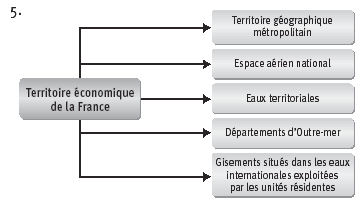 5.
Territoire économique
de la France
Territoire géographique
métropolitain
Espace aérien national
Eaux territoriales
Départements d'Outre-mer
Gisements situés dans les eaux
internationales exploitées
par les unités résidentes